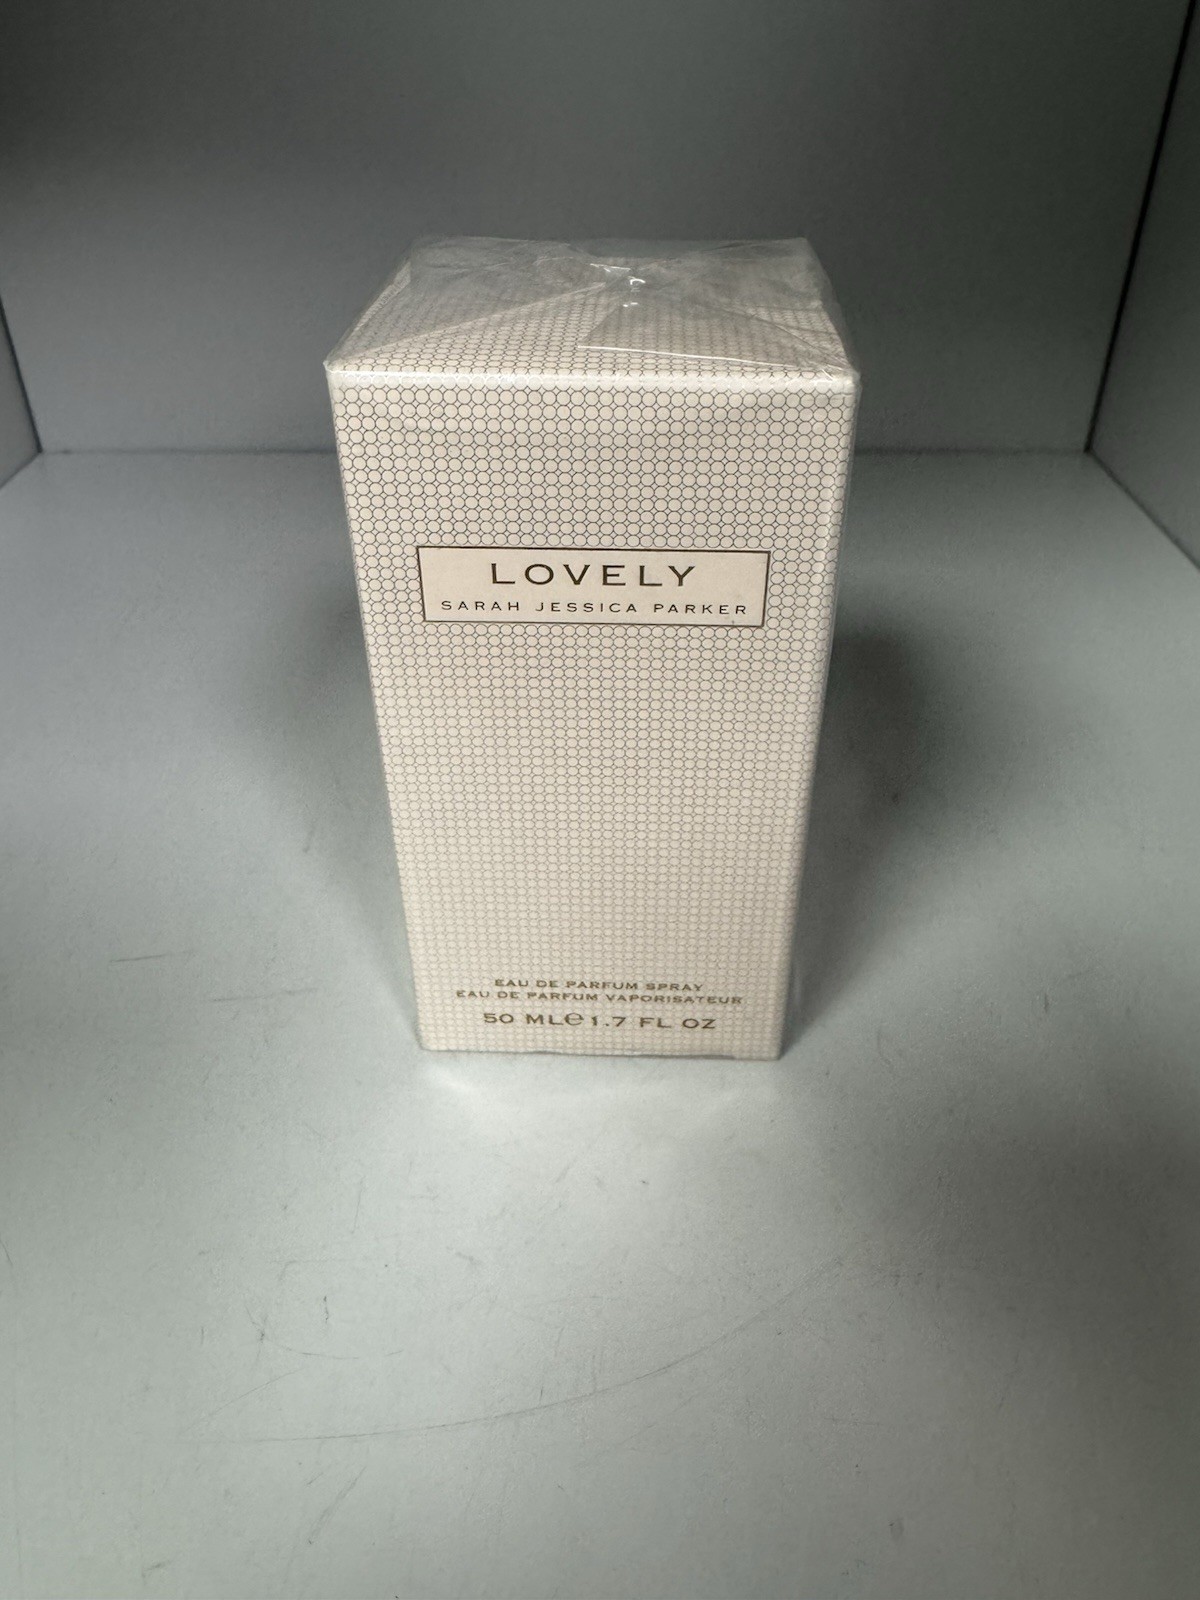 LOVELY
SARAH JESSICA PARKER
EAU DE PARFUM SPRAY
EAU DE PARFUM VAPORISATEUR
50 ML℮1.7 FL OZ